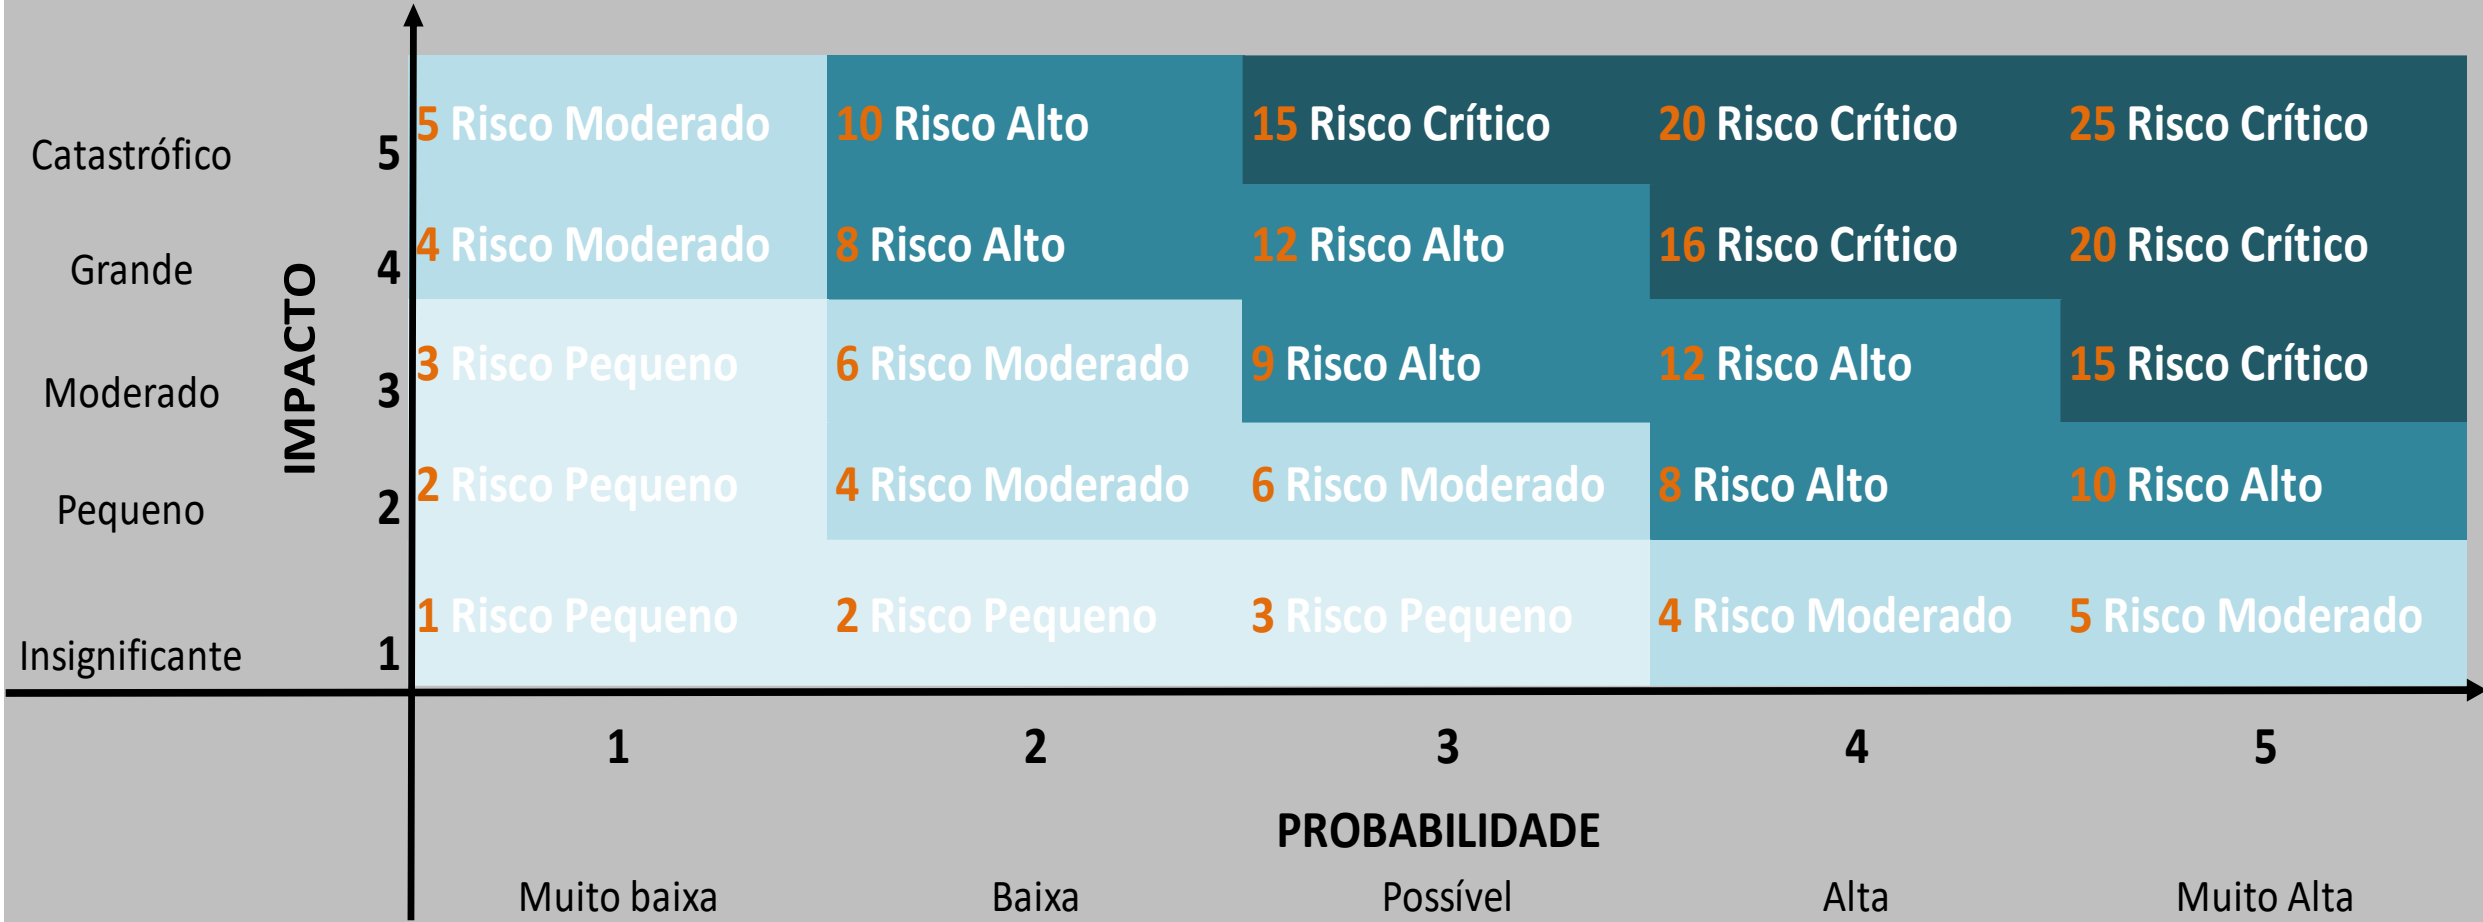 5 Risco Moderado 10 Risco Alto 15 Risco Crítico 20 Risco Crítico 25 Risco Crítico
Catastrófico 5
4 Risco Moderado 8 Risco Alto 12 Risco Alto 16 Risco Crítico 20 Risco Crítico
Grande 4
IMPACTO
3 Risco Pequeno 6 Risco Moderado 9 Risco Alto 12 Risco Alto 15 Risco Crítico
Moderado 3
2 Risco Pequeno 4 Risco Moderado 6 Risco Moderado 8 Risco Alto 10 Risco Alto
Pequeno 2
1 Risco Pequeno 2 Risco Pequeno 3 Risco Pequeno 4 Risco Moderado 5 Risco Moderado
Insignificante 1
1 2 3 4 5
PROBABILIDADE
Muito baixa Baixa Possível Alta Muito Alta